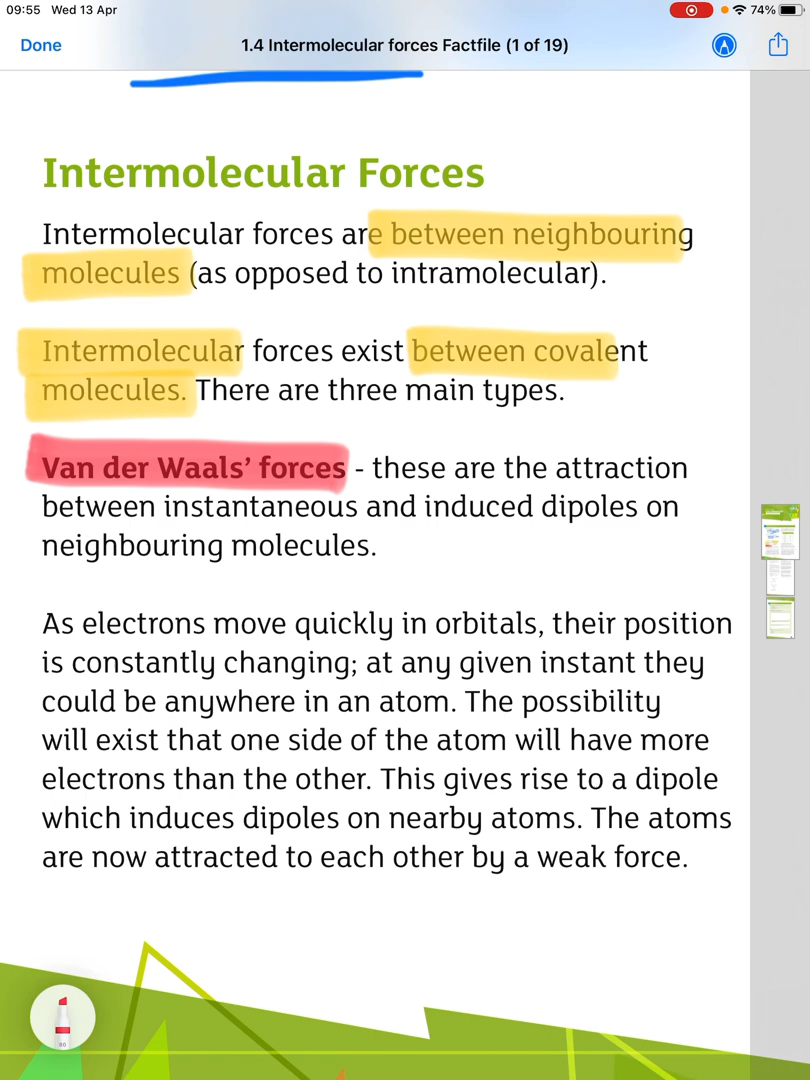 09:55 Wed 13 Apr 74%
Done 1.4 Intermolecular forces Factfile (1 of 19)
Intermolecular Forces
Intermolecular forces are between neighbouring
molecules (as opposed to intramolecular).
Intermolecular forces exist between covalent
molecules. There are three main types.
Van der Waals’ forces - these are the attraction
between instantaneous and induced dipoles on
neighbouring molecules.
As electrons move quickly in orbitals, their position
is constantly changing; at any given instant they
could be anywhere in an atom. The possibility
will exist that one side of the atom will have more
electrons than the other. This gives rise to a dipole
which induces dipoles on nearby atoms. The atoms
are now attracted to each other by a weak force.